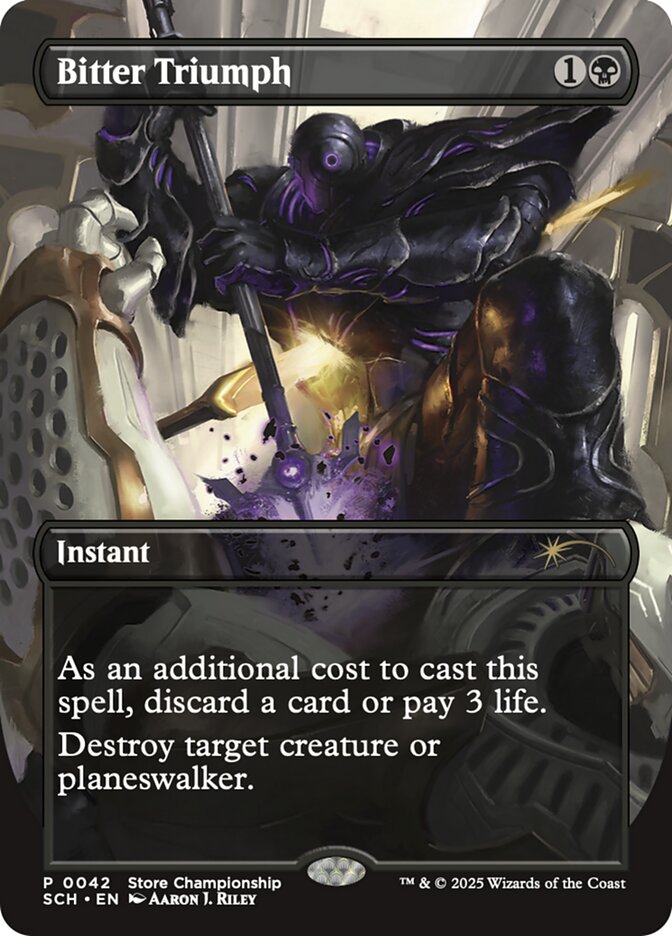 Bitter Triumph
1
Instant
As an additional cost to cast this
spell, discard a card or pay 3 life.
Destroy target creature or
planeswalker.
P 0042 Store Championship
SCH • EN Aaron J. Riley
™ & © 2025 Wizards of the Coast